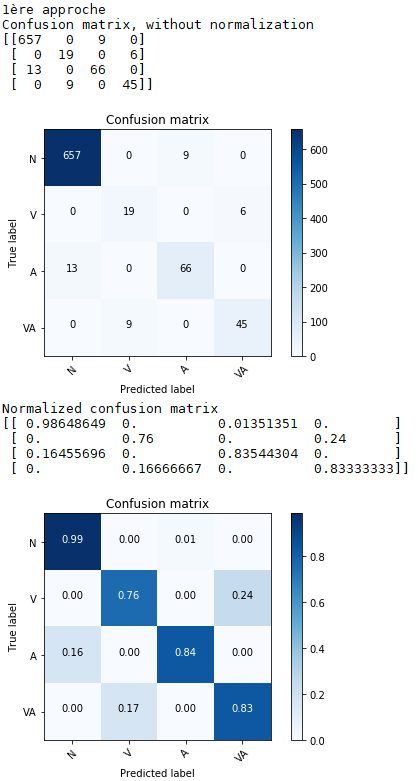 1ère approche
Confusion matrix, without normalization
[[657   0   9   0]
 [  0  19   0   6]
 [ 13   0  66   0]
 [  0   9   0  45]]
Confusion matrix
N 657 0 9 0
V 0 19 0 6
A 13 0 66 0
VA 0 9 0 45
True label
N V A VA
Predicted label
600
500
400
300
200
100
0
Normalized confusion matrix
[[ 0.98648649  0.          0.01351351  0.        ]
 [ 0.          0.76        0.          0.24      ]
 [ 0.16455696  0.          0.83544304  0.        ]
 [ 0.          0.16666667  0.          0.83333333]]
Confusion matrix
N 0.99 0.00 0.01 0.00
V 0.00 0.76 0.00 0.24
A 0.16 0.00 0.84 0.00
VA 0.00 0.17 0.00 0.83
True label
N V A VA
Predicted label
0.8
0.6
0.4
0.2
0.0